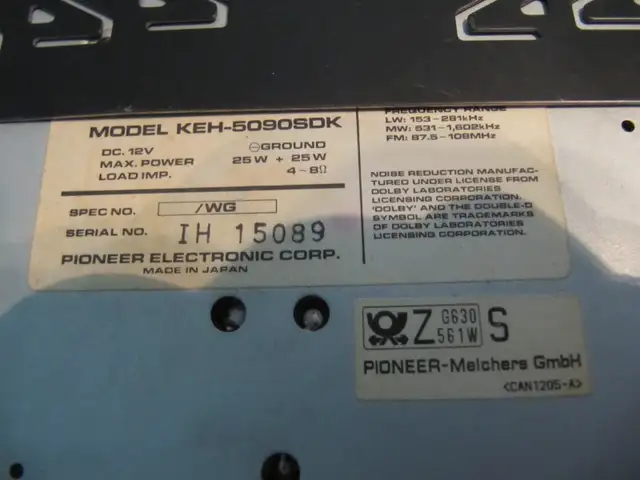 MODEL KEH-5090SDK
DC. 12V ⊖GROUND
MAX. POWER 25W + 25W
LOAD IMP. 4-8Ω
SPEC NO. /WG
SERIAL NO. IH 15089
PIONEER ELECTRONIC CORP.
MADE IN JAPAN
FREQUENCY RANGE
LW: 153-281kHz
MW: 531-1,602kHz
FM: 87.5-108MHz
NOISE REDUCTION MANUFAC-
TURED UNDER LICENSE FROM
DOLBY LABORATORIES
LICENSING CORPORATION.
'DOLBY' AND THE DOUBLE-D
SYMBOL ARE TRADEMARKS
OF DOLBY LABORATORIES
LICENSING CORPORATION.
Z G630 S
561W
PIONEER-Melchers GmbH
<CAN1205-A>